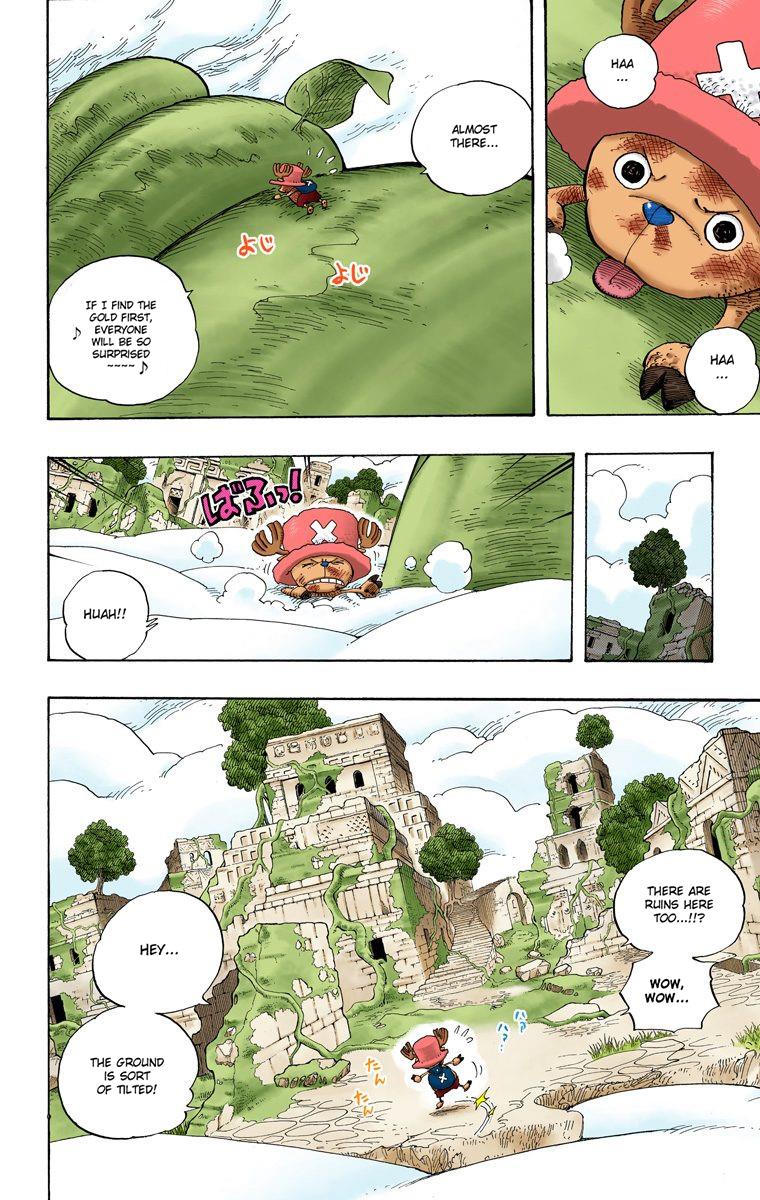 HAA
...
HAA
...
ALMOST
THERE...
よじ
よじ
IF I FIND THE
GOLD FIRST,
EVERYONE
WILL BE SO
SURPRISED
~~~~ ♪
♪
ばふっ!
HUAH!!
THERE ARE
RUINS HERE
TOO...!!?
WOW,
WOW...
ハァ
ハァ
たん
たん
HEY...
THE GROUND
IS SORT
OF TILTED!